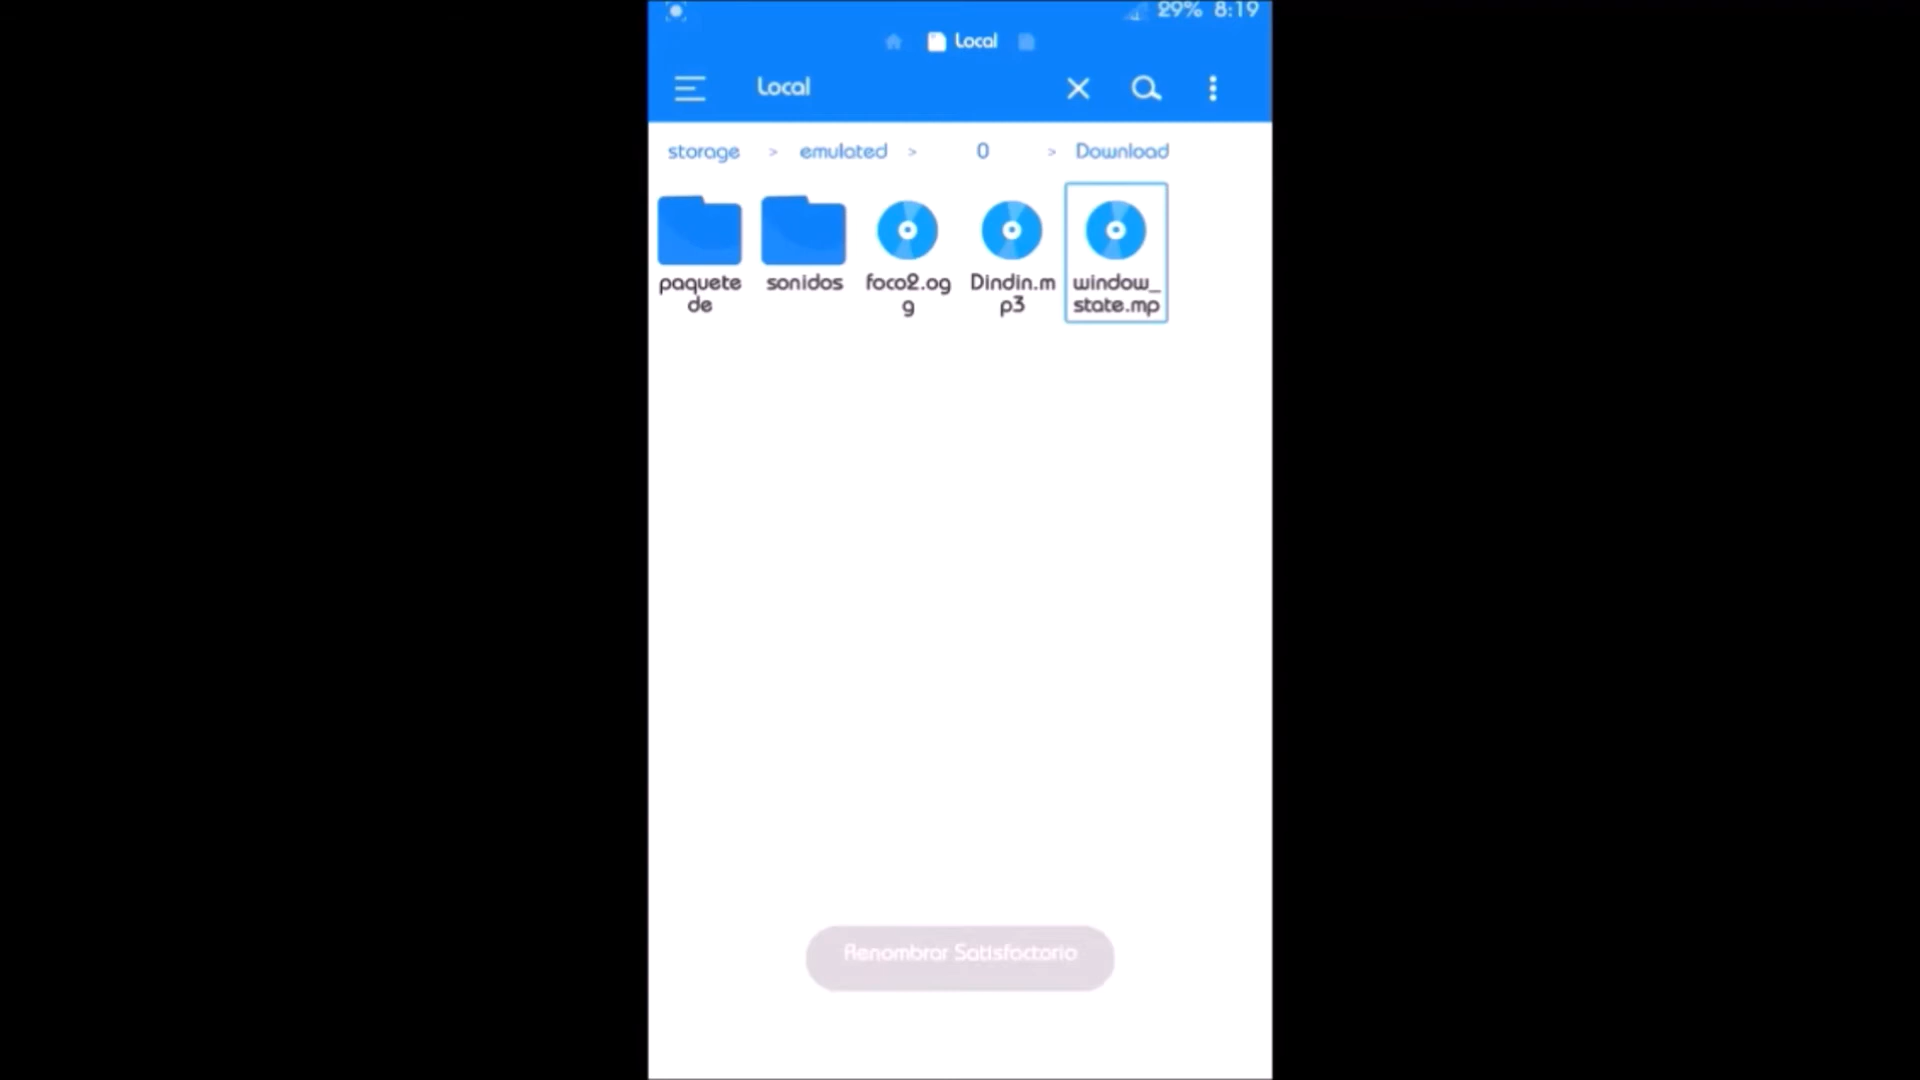 29% 8:19
Local
Local
storage > emulated > 0 > Download
paquete
de
sonidos
foco2.og
g
Dindin.m
p3
window_
state.mp
Renombrar Satisfactorio